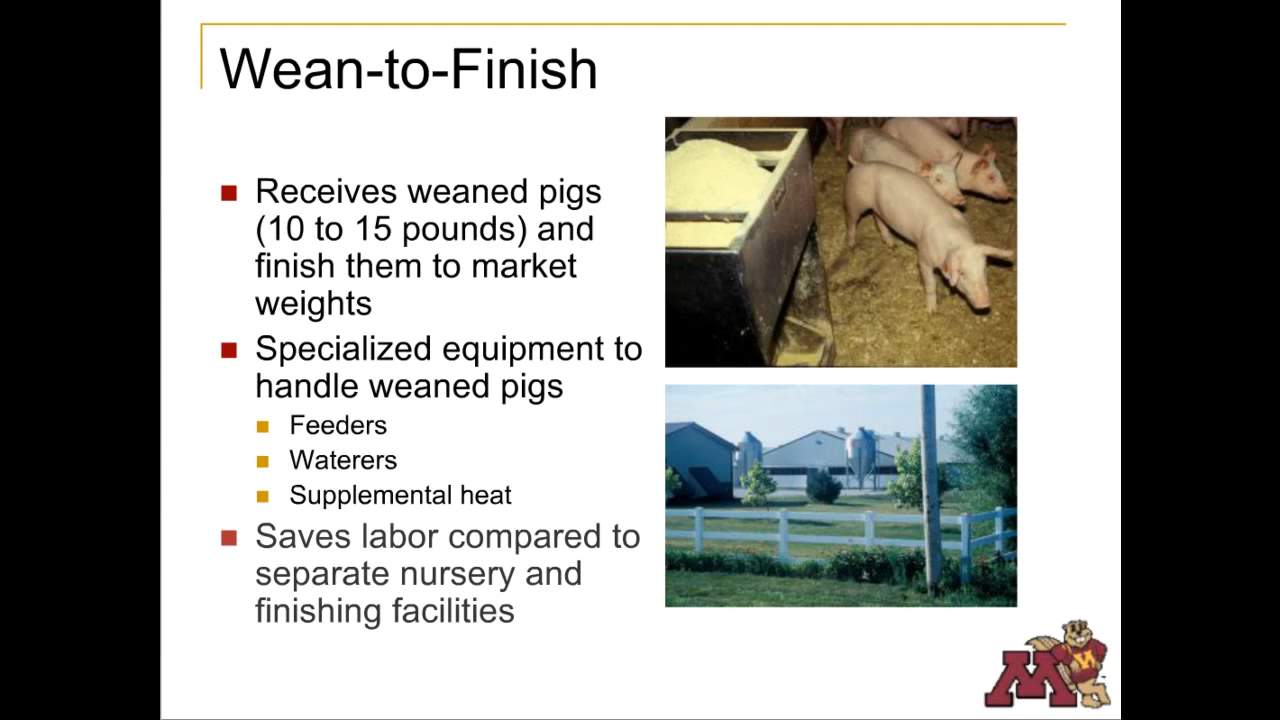 Wean-to-Finish
Receives weaned pigs
(10 to 15 pounds) and
finish them to market
weights
Specialized equipment to
handle weaned pigs
Feeders
Waterers
Supplemental heat
Saves labor compared to
separate nursery and
finishing facilities
M